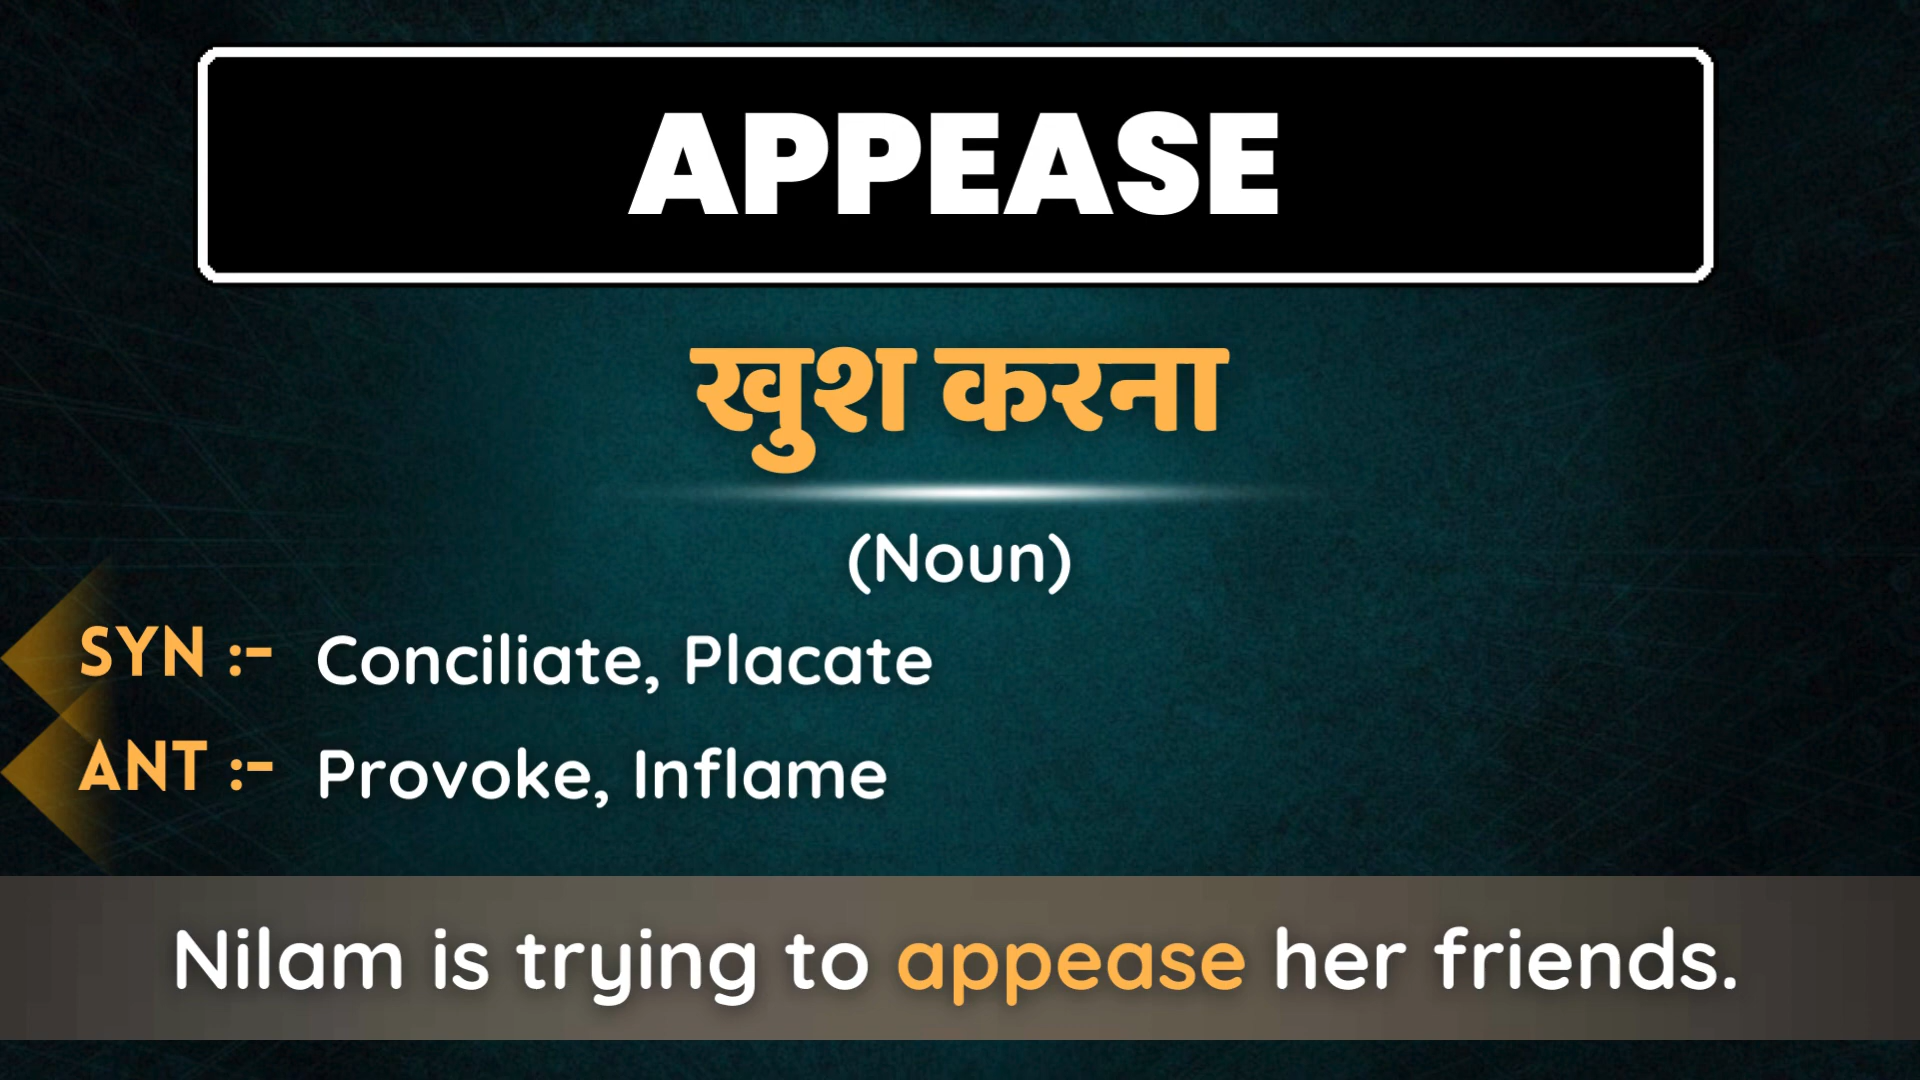 APPEASE
खुश करना
(Noun)
SYN :- Conciliate, Placate
ANT :- Provoke, Inflame
Nilam is trying to appease her friends.